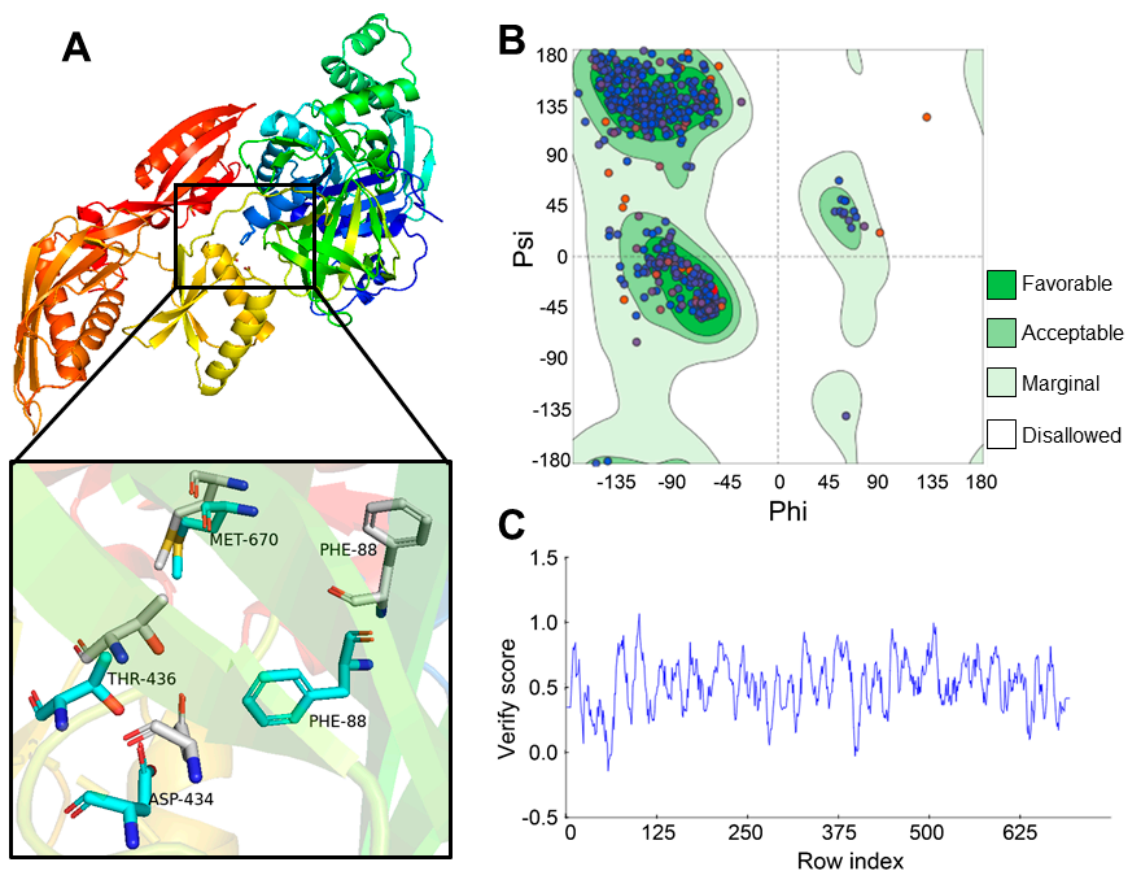 A
MET-670
PHE-88
THR-436
PHE-88
ASP-434
B
180
135
90
45
0
-45
-90
-135
-180
Psi
-135 -90 -45 0 45 90 135 180
Phi
Favorable
Acceptable
Marginal
Disallowed
C
1.5
1.0
0.5
0.0
-0.5
Verify score
0 125 250 375 500 625
Row index